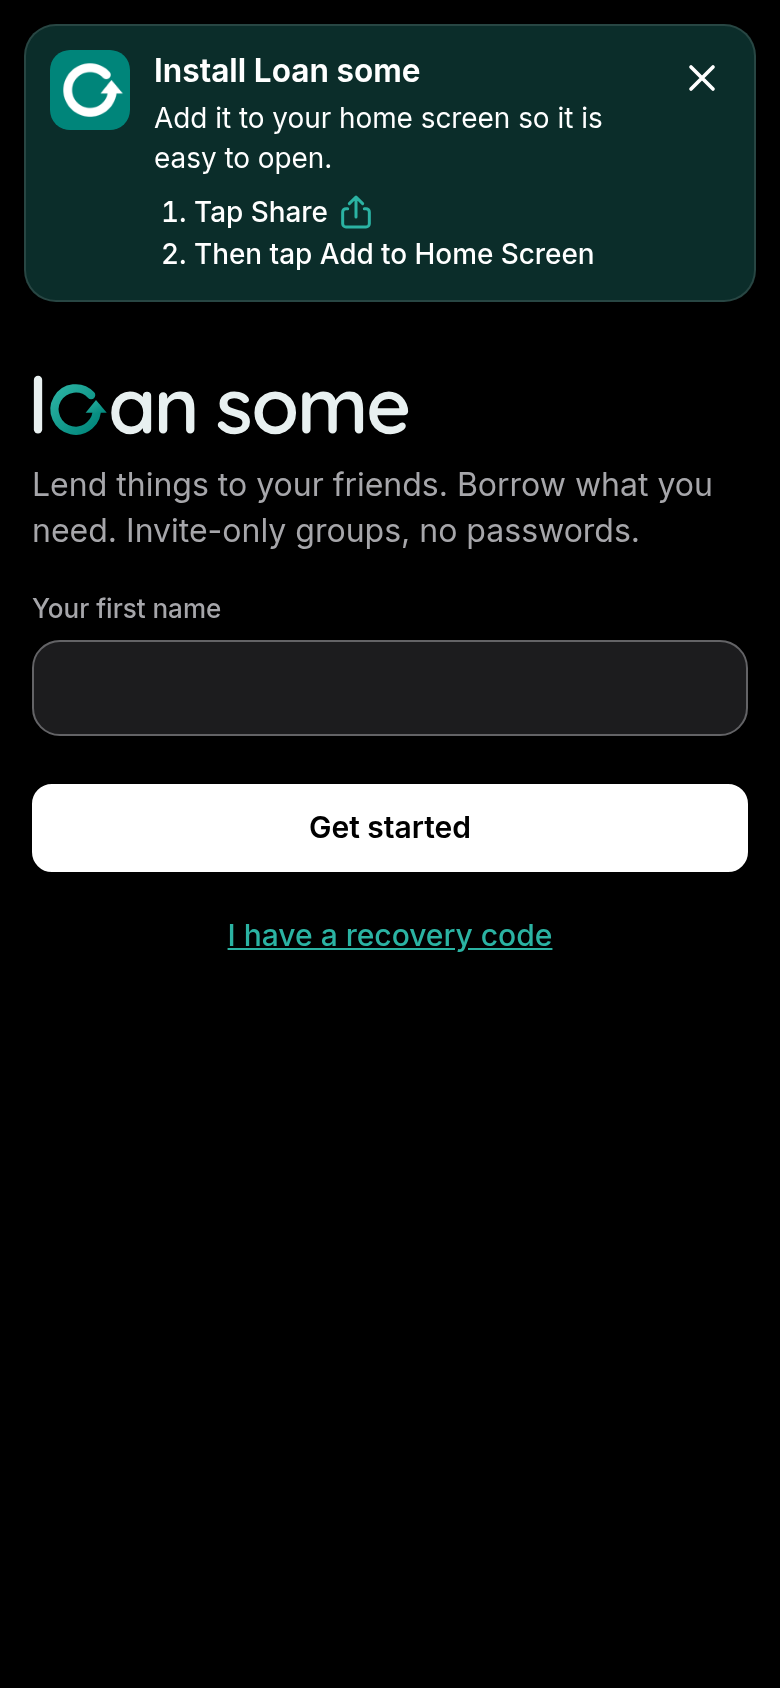 Install Loan some
Add it to your home screen so it is
easy to open.
1. Tap Share
2. Then tap Add to Home Screen
loan some
Lend things to your friends. Borrow what you
need. Invite-only groups, no passwords.
Your first name
Get started
I have a recovery code